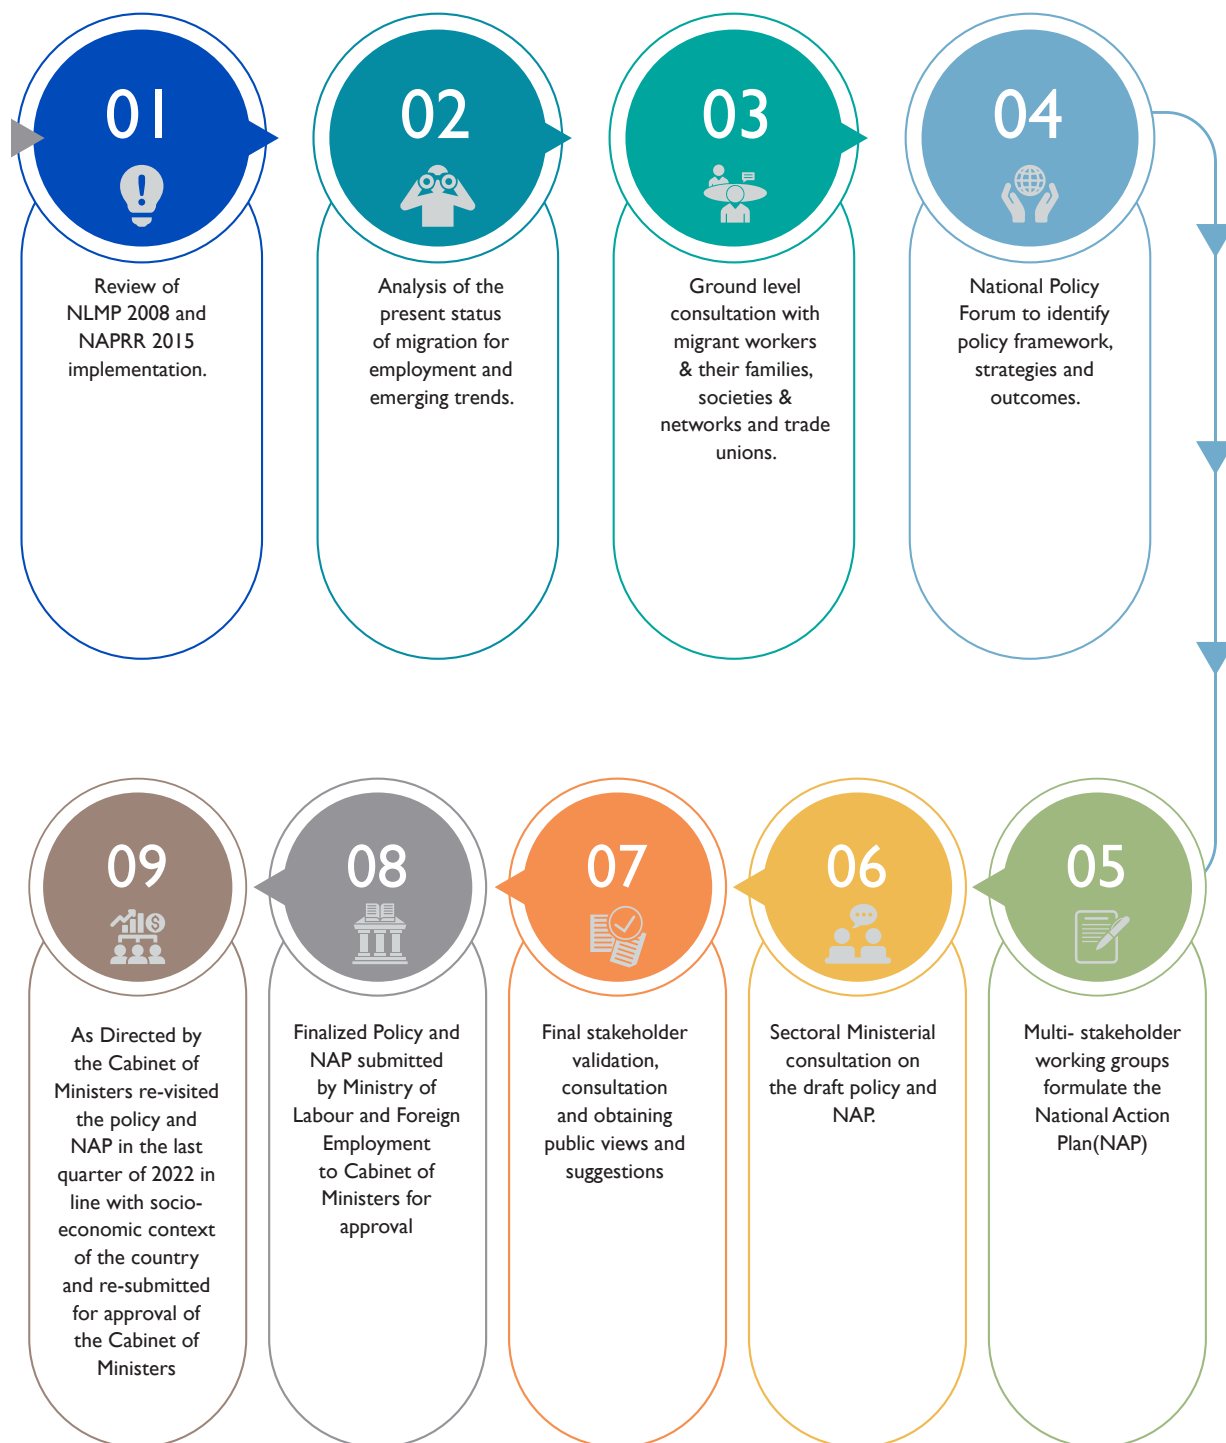 01
Review of
NLMP 2008 and
NAPRR 2015
implementation.
02
Analysis of the
present status
of migration for
employment and
emerging trends.
03
Ground level
consultation with
migrant workers
& their families,
societies &
networks and trade
unions.
04
National Policy
Forum to identify
policy framework,
strategies and
outcomes.
05
Multi- stakeholder
working groups
formulate the
National Action
Plan(NAP)
06
Sectoral Ministerial
consultation on
the draft policy and
NAP.
07
Final stakeholder
validation,
consultation
and obtaining
public views and
suggestions
08
Finalized Policy and
NAP submitted
by Ministry of
Labour and Foreign
Employment
to Cabinet of
Ministers for
approval
09
As Directed by
the Cabinet of
Ministers re-visited
the policy and
NAP in the last
quarter of 2022 in
line with socio-
economic context
of the country
and re-submitted
for approval of
the Cabinet of
Ministers